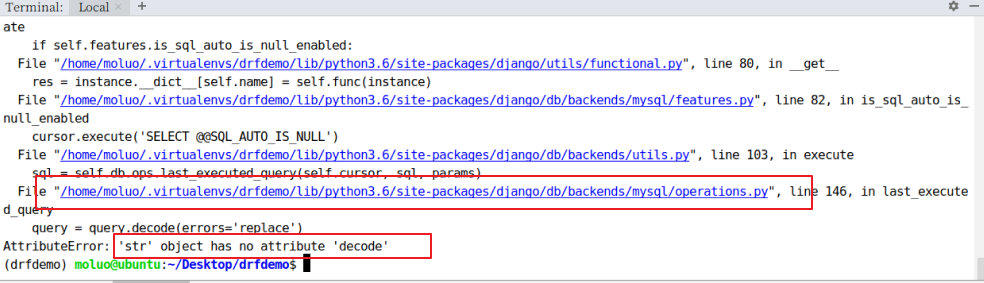 Terminal: Local × +
ate
    if self.features.is_sql_auto_is_null_enabled:
  File "/home/moluo/.virtualenvs/drfdemo/lib/python3.6/site-packages/django/utils/functional.py", line 80, in __get__
    res = instance.__dict__[self.name] = self.func(instance)
  File "/home/moluo/.virtualenvs/drfdemo/lib/python3.6/site-packages/django/db/backends/mysql/features.py", line 82, in is_sql_auto_is_
null_enabled
    cursor.execute('SELECT @@SQL_AUTO_IS_NULL')
  File "/home/moluo/.virtualenvs/drfdemo/lib/python3.6/site-packages/django/db/backends/utils.py", line 103, in execute
    sql = self.db.ops.last_executed_query(self.cursor, sql, params)
  File "/home/moluo/.virtualenvs/drfdemo/lib/python3.6/site-packages/django/db/backends/mysql/operations.py", line 146, in last_execute
d_query
    query = query.decode(errors='replace')
AttributeError: 'str' object has no attribute 'decode'
(drfdemo) moluo@ubuntu:~/Desktop/drfdemo$